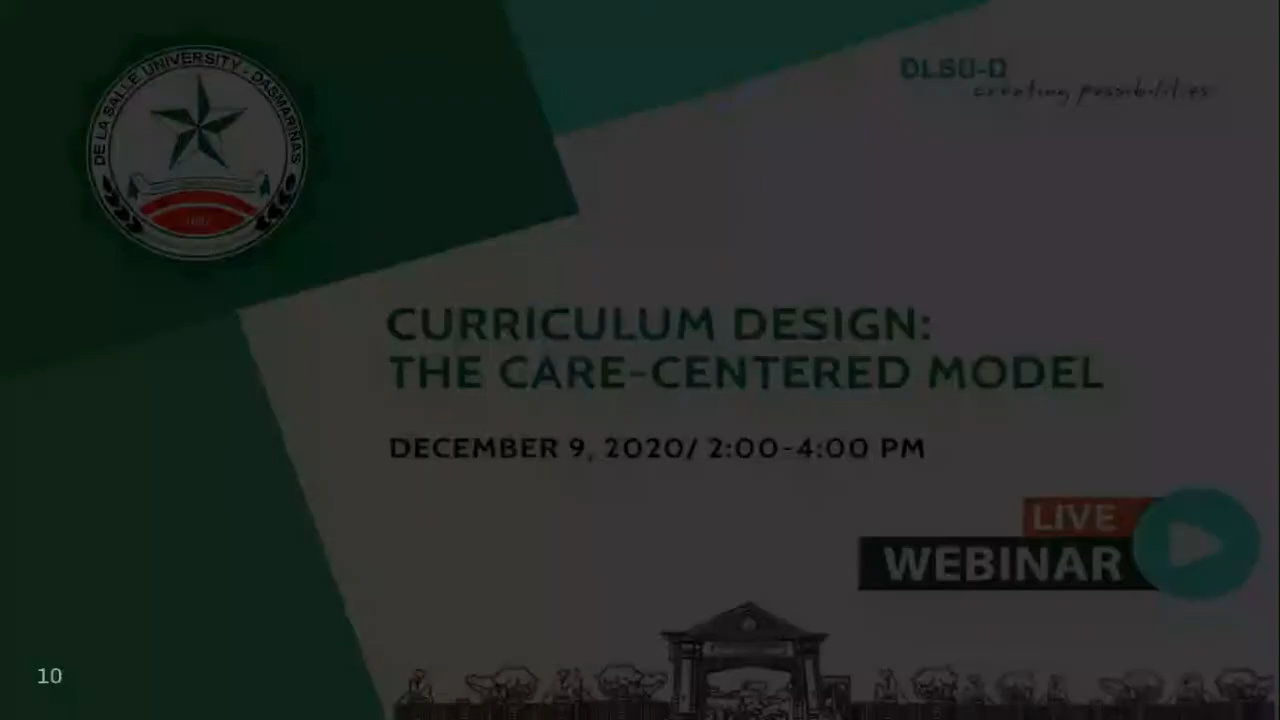 DE LA SALLE UNIVERSITY - DASMARIÑAS
DLSU-D
creating possibilities
CURRICULUM DESIGN:
THE CARE-CENTERED MODEL
DECEMBER 9, 2020/ 2:00-4:00 PM
LIVE
WEBINAR
10